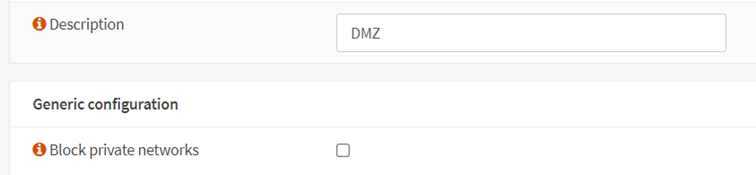 Description
DMZ
Generic configuration
Block private networks